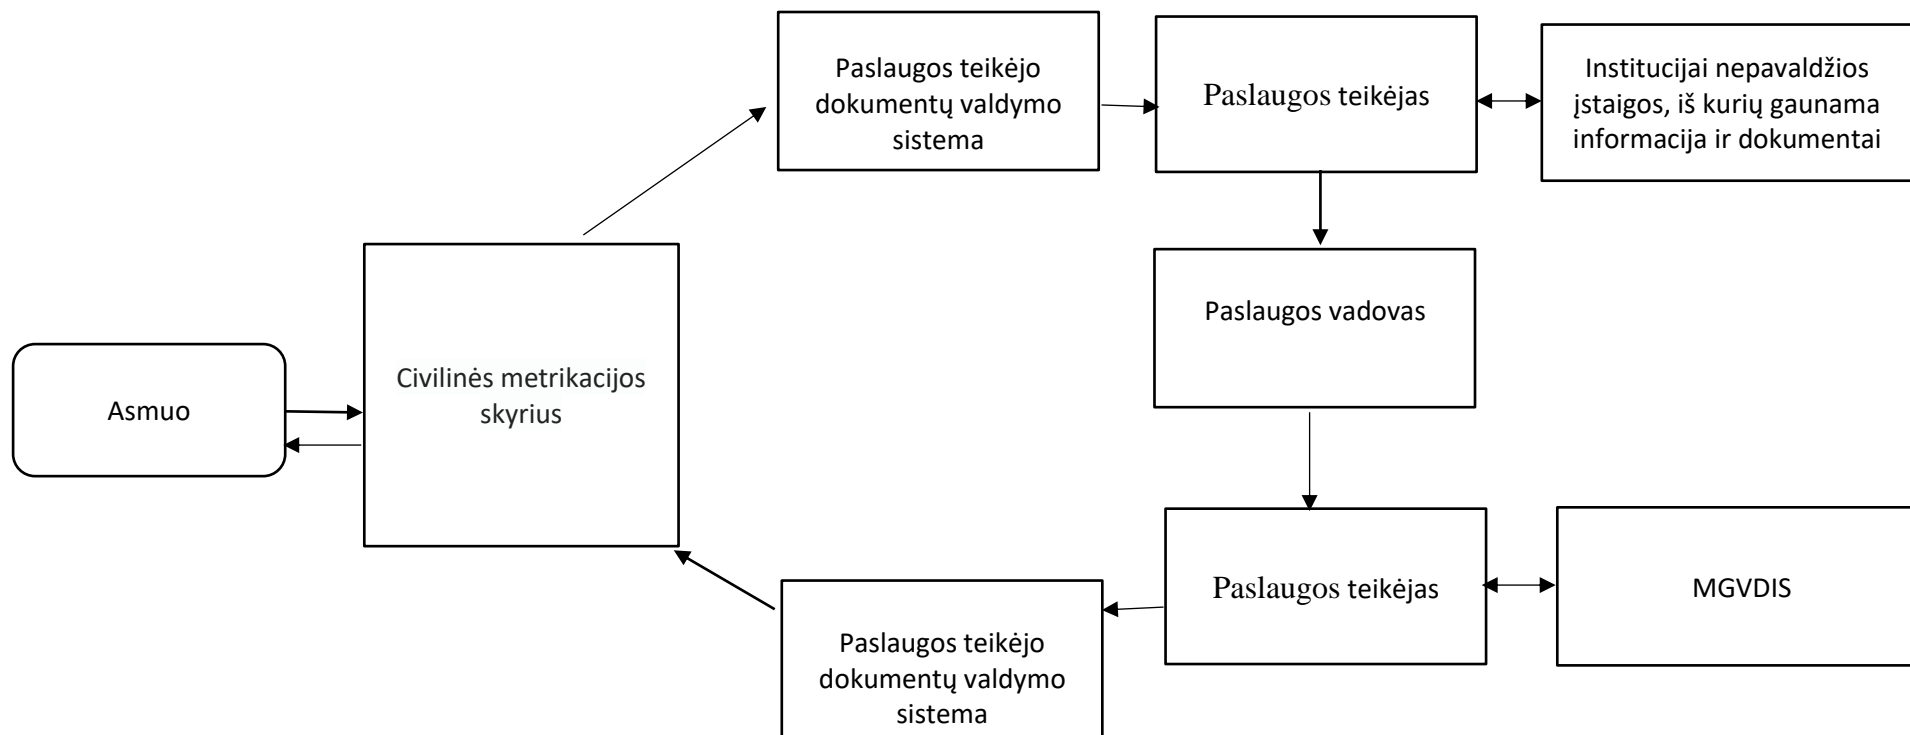 Paslaugos teikėjo
dokumentų valdymo
sistema
Paslaugos teikėjas
Institucijai nepavaldžios
įstaigos, iš kurių gaunama
informacija ir dokumentai
Paslaugos vadovas
Civilinės metrikacijos
skyrius
Asmuo
Paslaugos teikėjas
MGVDIS
Paslaugos teikėjo
dokumentų valdymo
sistema